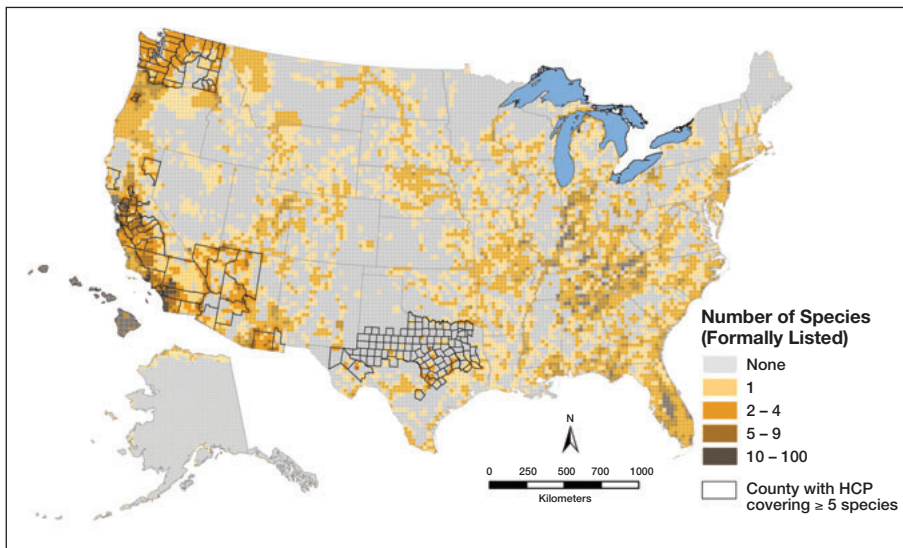 Number of Species
(Formally Listed)
None
1
2 – 4
5 – 9
10 – 100
County with HCP
covering ≥ 5 species
N
0 250 500 750 1000
Kilometers